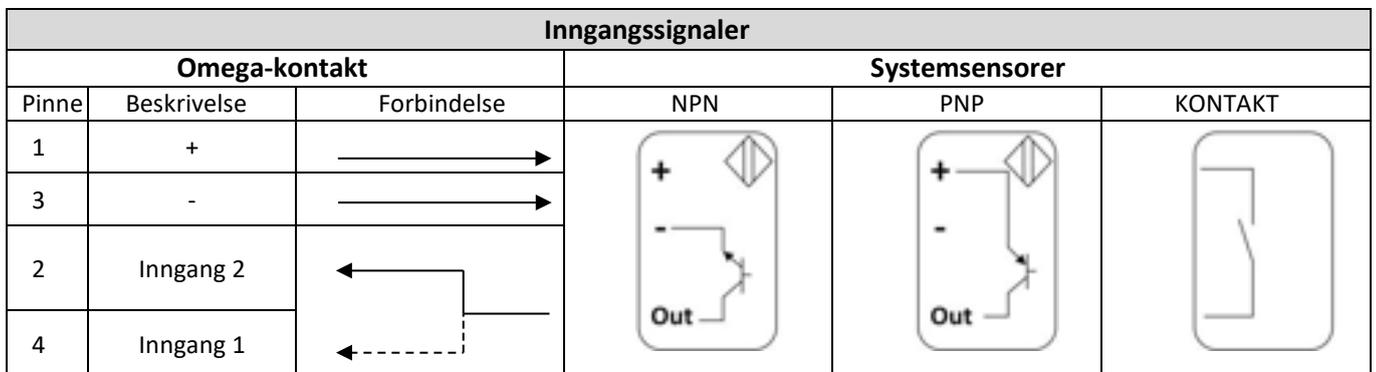 Inngangssignaler
Omega-kontakt Systemsensorer
Pinne Beskrivelse Forbindelse NPN PNP KONTAKT
1 +
3 -
2 Inngang 2
4 Inngang 1
+
-
Out
+
-
Out